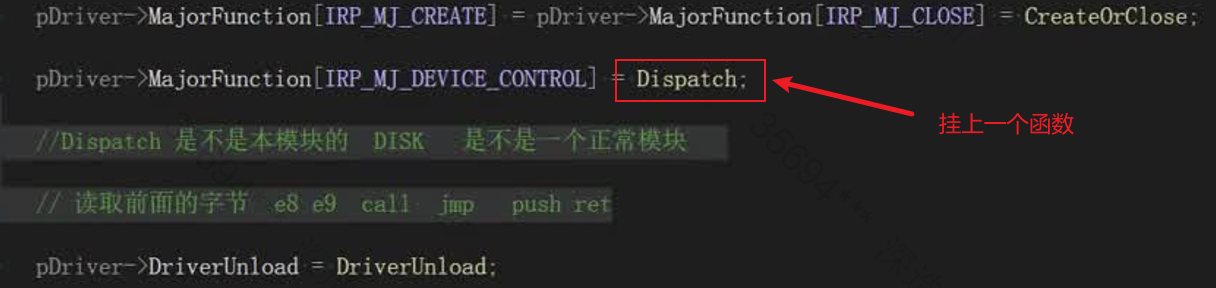 pDriver->MajorFunction[IRP_MJ_CREATE] = pDriver->MajorFunction[IRP_MJ_CLOSE] = CreateOrClose;
pDriver->MajorFunction[IRP_MJ_DEVICE_CONTROL] = Dispatch;
挂上一个函数
//Dispatch 是不是本模块的 DISK 是不是一个正常模块
// 读取前面的字节 e8 e9 call jmp push ret
pDriver->DriverUnload = DriverUnload;